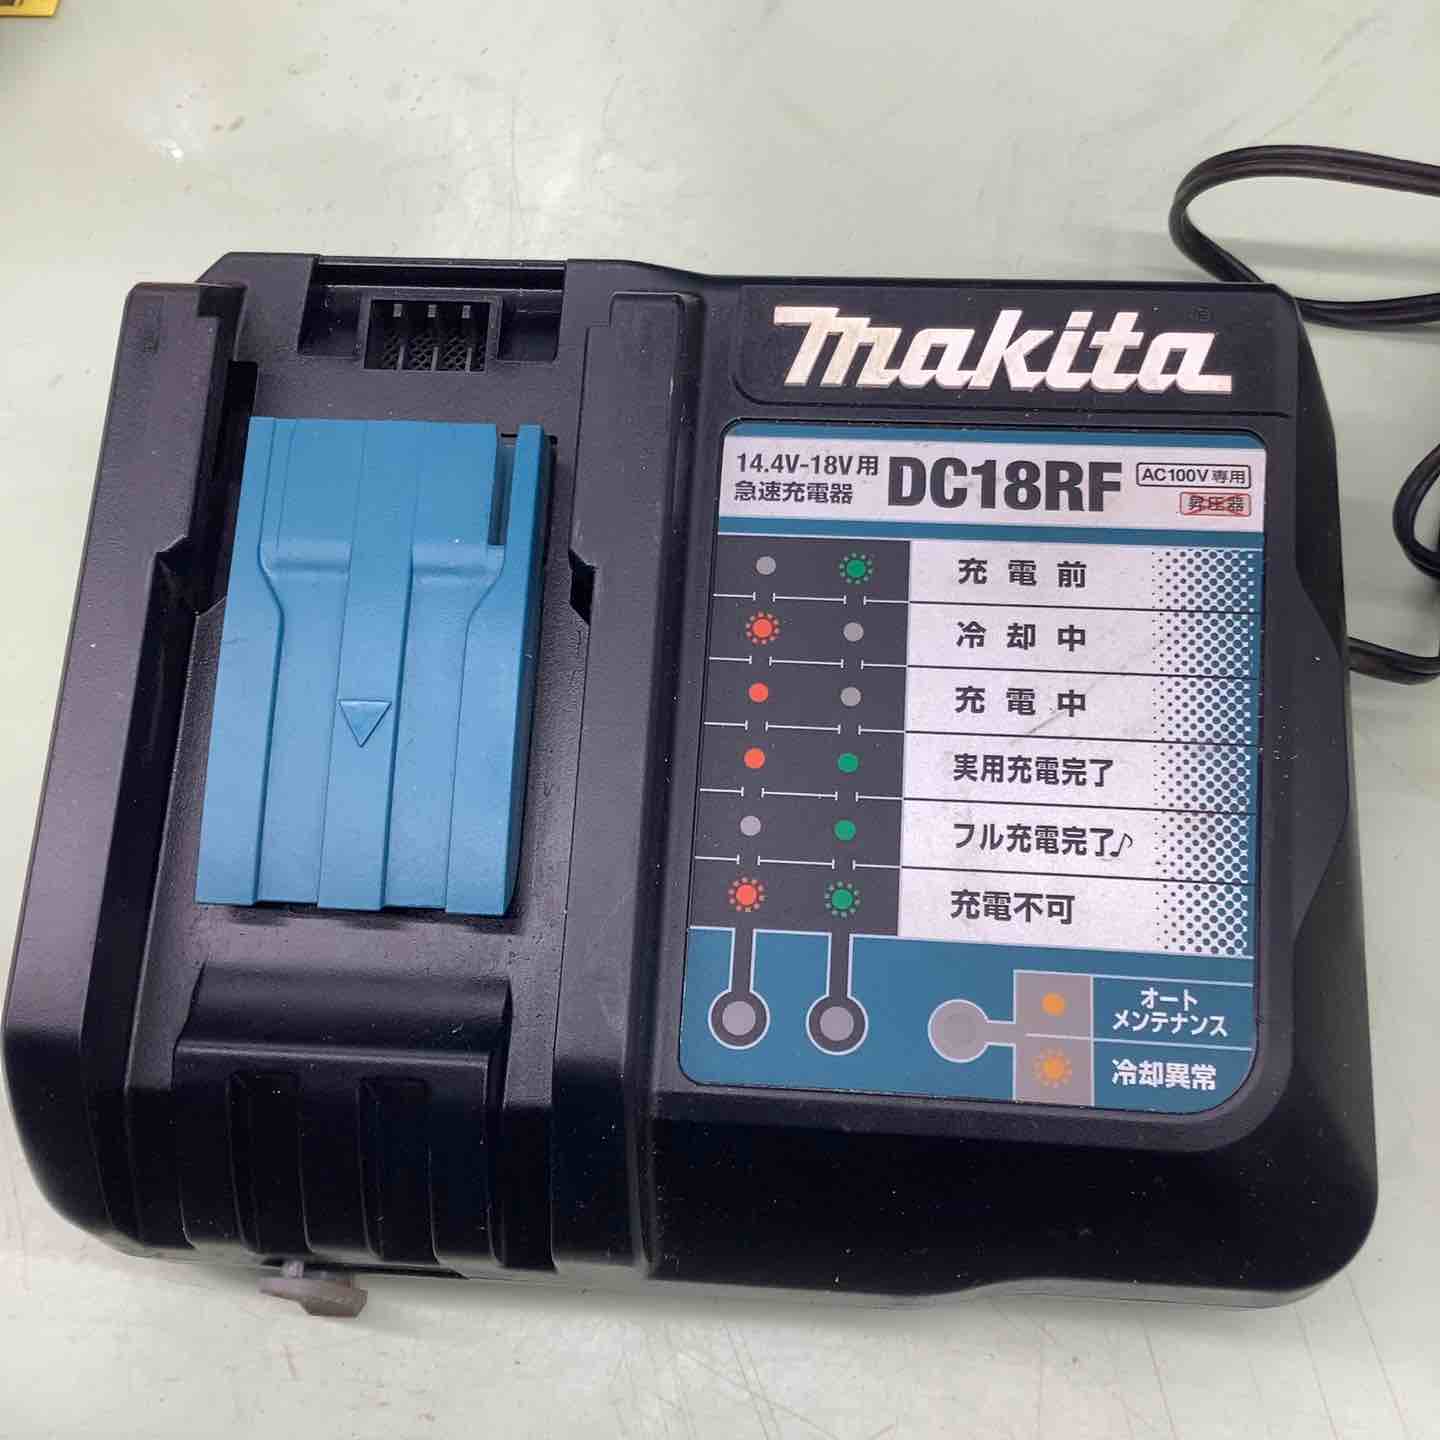 makita
14.4V-18V用
急速充電器
DC18RF
AC100V専用
昇圧器
充電前
冷却中
充電中
実用充電完了
フル充電完了♪
充電不可
オート
メンテナンス
冷却異常